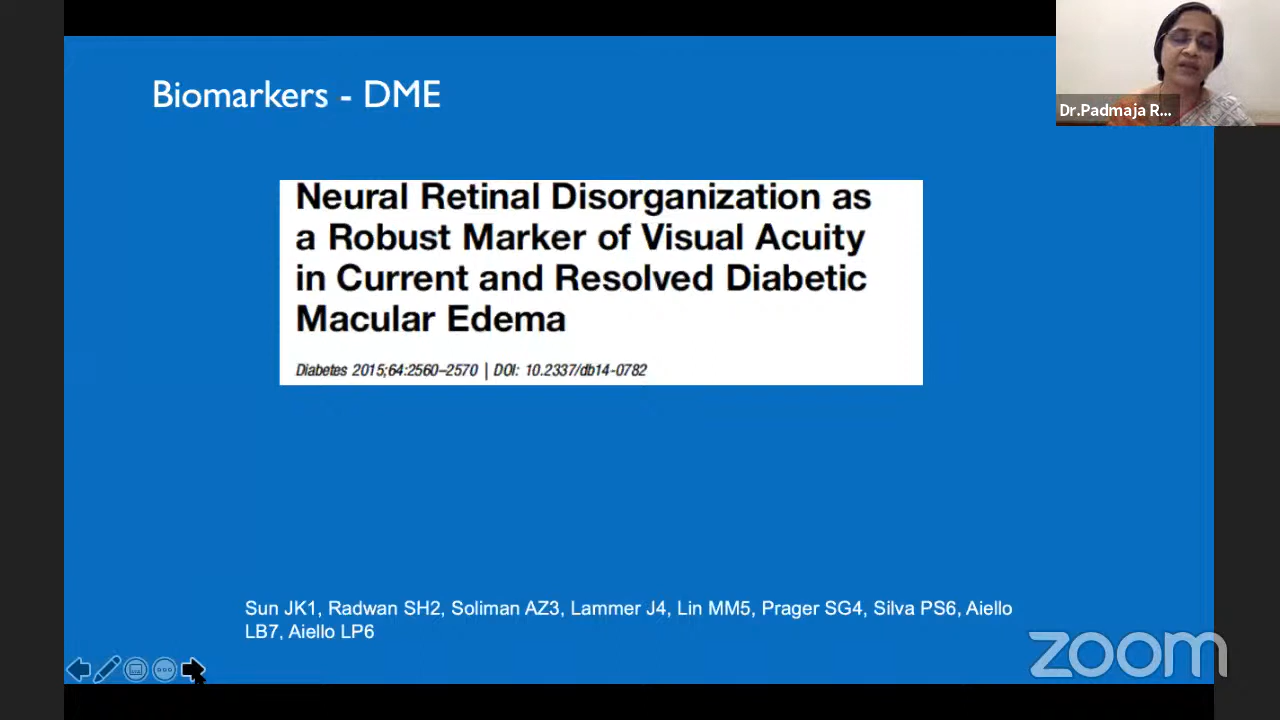 Biomarkers - DME
Dr.Padmaja R...
Neural Retinal Disorganization as
a Robust Marker of Visual Acuity
in Current and Resolved Diabetic
Macular Edema
Diabetes 2015;64:2560–2570 | DOI: 10.2337/db14-0782
Sun JK1, Radwan SH2, Soliman AZ3, Lammer J4, Lin MM5, Prager SG4, Silva PS6, Aiello
LB7, Aiello LP6
zoom